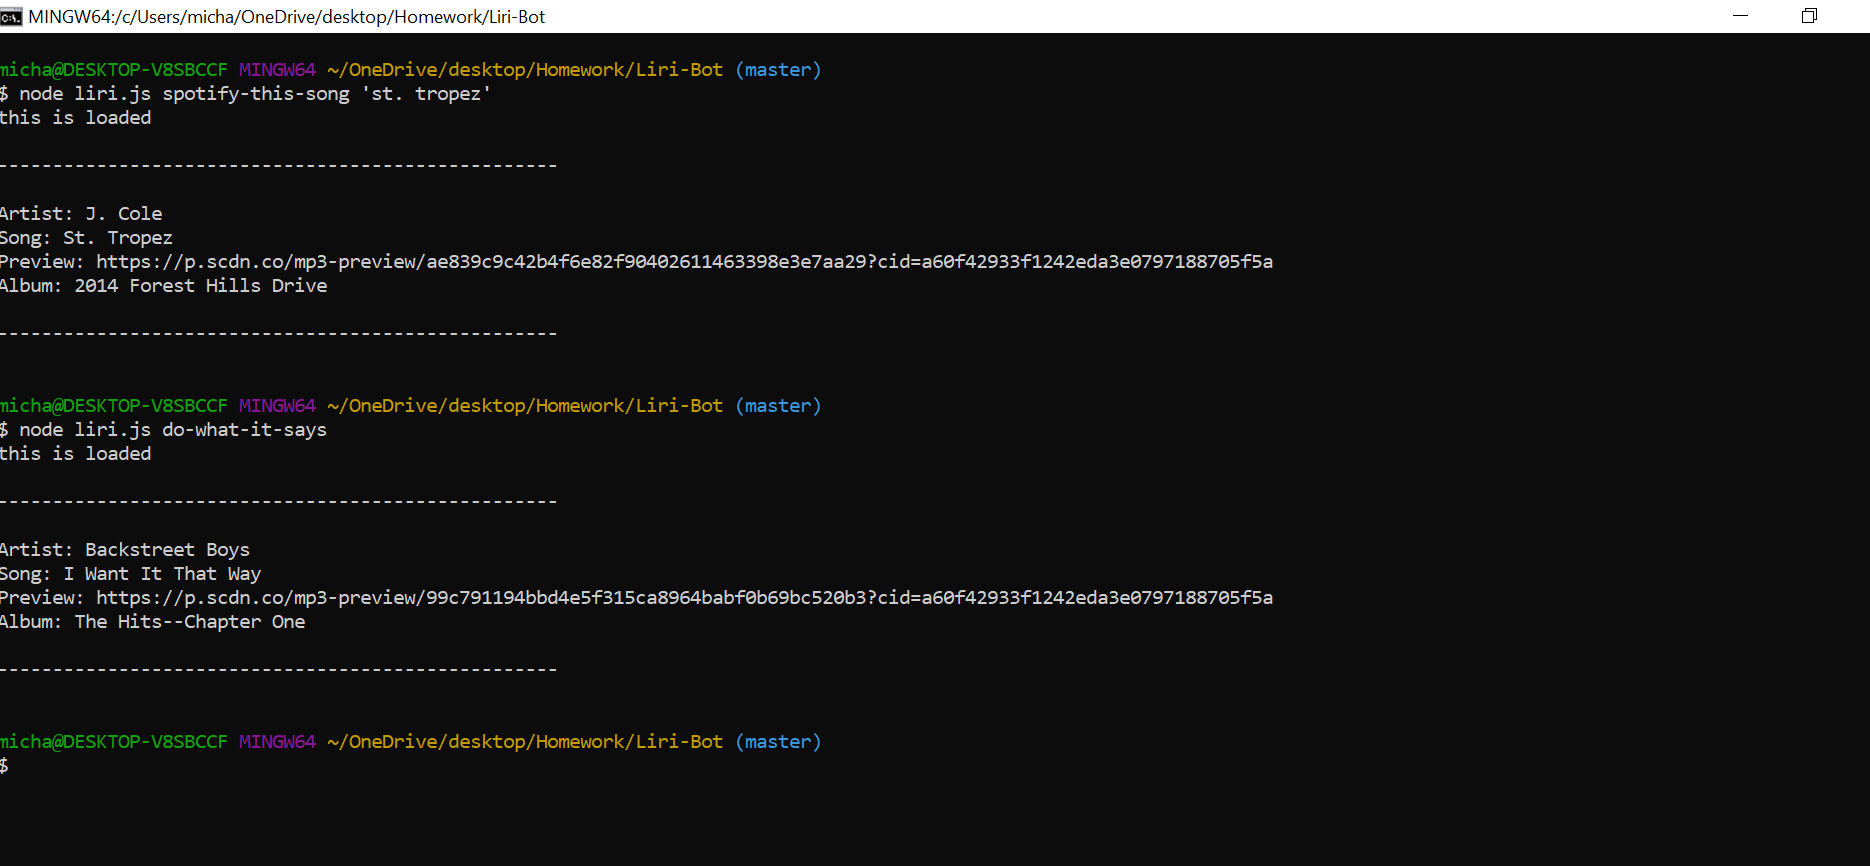 MINGW64:/c/Users/micha/OneDrive/desktop/Homework/Liri-Bot
micha@DESKTOP-V8SBCCF MINGW64 ~/OneDrive/desktop/Homework/Liri-Bot (master)
$ node liri.js spotify-this-song 'st. tropez'
this is loaded
---------------------------------------------------
Artist: J. Cole
Song: St. Tropez
Preview: https://p.scdn.co/mp3-preview/ae839c9c42b4f6e82f90402611463398e3e7aa29?cid=a60f42933f1242eda3e0797188705f5a
Album: 2014 Forest Hills Drive
---------------------------------------------------
micha@DESKTOP-V8SBCCF MINGW64 ~/OneDrive/desktop/Homework/Liri-Bot (master)
$ node liri.js do-what-it-says
this is loaded
---------------------------------------------------
Artist: Backstreet Boys
Song: I Want It That Way
Preview: https://p.scdn.co/mp3-preview/99c791194bbd4e5f315ca8964babf0b69bc520b3?cid=a60f42933f1242eda3e0797188705f5a
Album: The Hits--Chapter One
---------------------------------------------------
micha@DESKTOP-V8SBCCF MINGW64 ~/OneDrive/desktop/Homework/Liri-Bot (master)
$